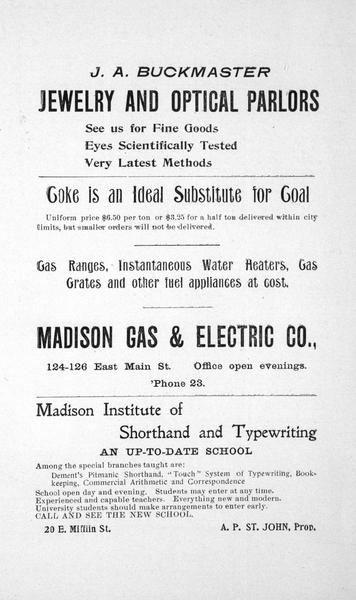 J. A. BUCKMASTER
JEWELRY AND OPTICAL PARLORS
See us for Fine Goods
Eyes Scientifically Tested
Very Latest Methods
Coke is an Ideal Substitute for Coal
Uniform price $6.50 per ton or $3.25 for a half ton delivered within city
limits, but smaller orders will not be delivered.
Gas Ranges, Instantaneous Water Heaters, Gas
Grates and other fuel appliances at cost.
MADISON GAS & ELECTRIC CO.,
124-126 East Main St. Office open evenings.
'Phone 23.
Madison Institute of
Shorthand and Typewriting
AN UP-TO-DATE SCHOOL
Among the special branches taught are:
Dement's Pitmanic Shorthand, "Touch" System of Typewriting, Book-
keeping, Commercial Arithmetic and Correspondence
School open day and evening. Students may enter at any time.
Experienced and capable teachers. Everything new and modern.
University students should make arrangements to enter early.
CALL AND SEE THE NEW SCHOOL.
20 E. Mifflin St. A. P. ST. JOHN, Prop.